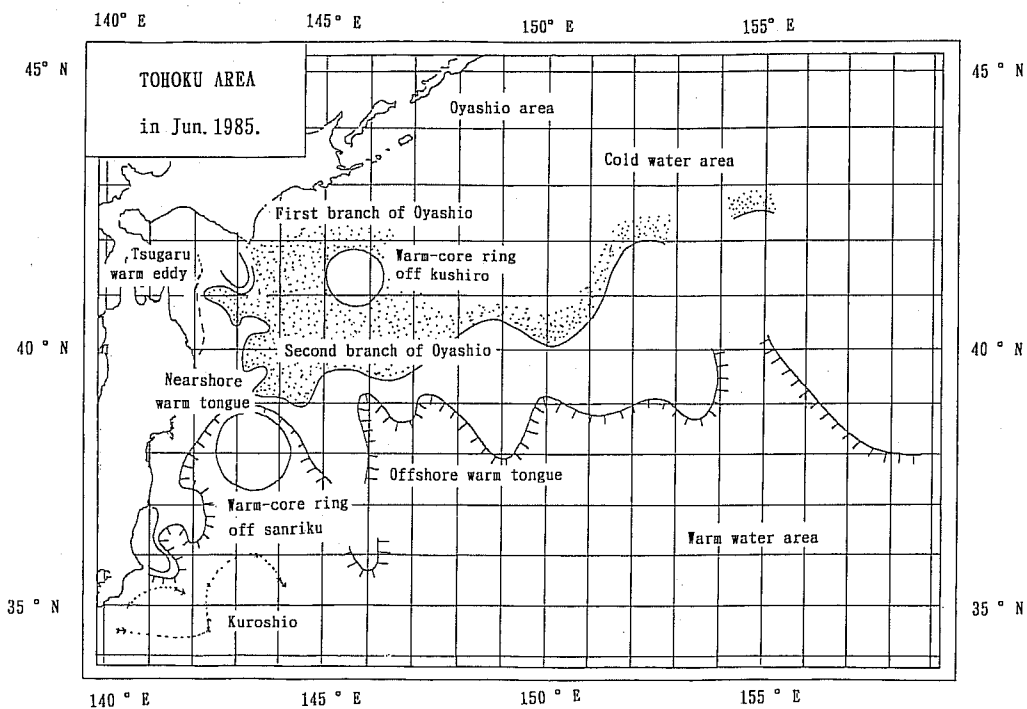 140° E
145° E
150° E
155° E
45° N
45° N
TOHOKU AREA
in Jun. 1985.
Oyashio area
Cold water area
First branch of Oyashio
Tsugaru
warm eddy
Warm-core ring
off kushiro
40 ° N
40° N
Second branch of Oyashio
Nearshore
warm tongue
Offshore warm tongue
Warm-core ring
off sanriku
Warm water area
35 ° N
35 ° N
Kuroshio
140 ° E
145° E
150 ° E
155° E